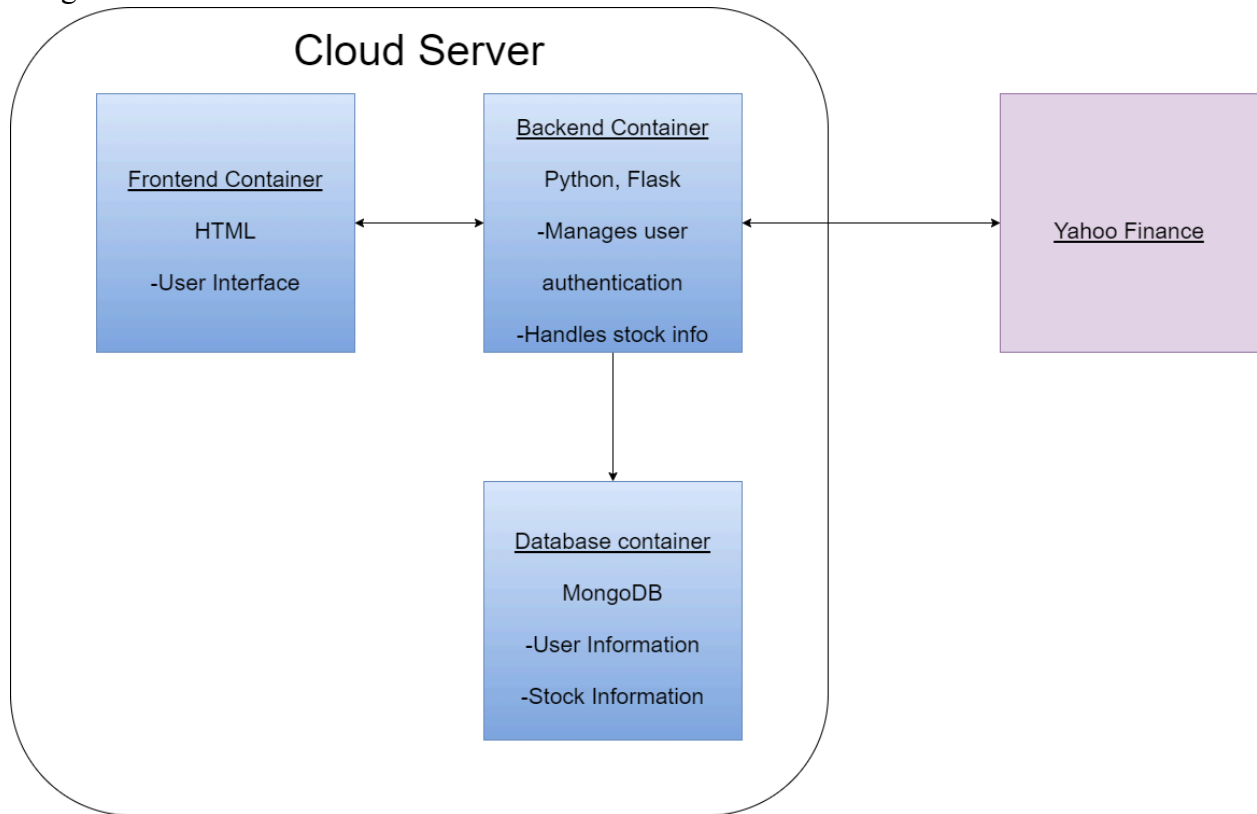 Cloud Server
Frontend Container
HTML
-User Interface
Backend Container
Python, Flask
-Manages user
authentication
-Handles stock info
Yahoo Finance
Database container
MongoDB
-User Information
-Stock Information